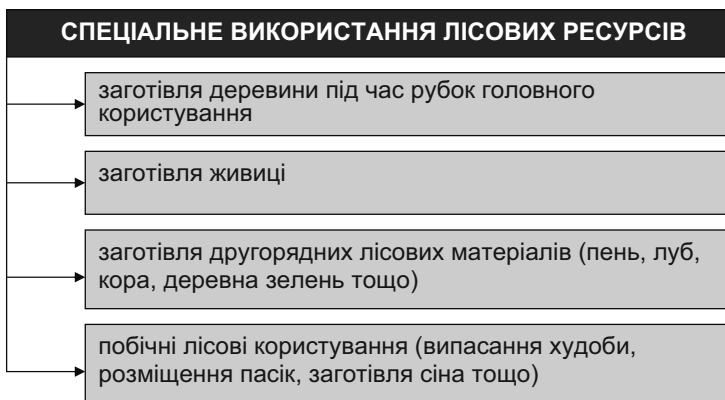 СПЕЦІАЛЬНЕ ВИКОРИСТАННЯ ЛІСОВИХ РЕСУРСІВ
заготівля деревини під час рубок головного
користування
заготівля живиці
заготівля другорядних лісових матеріалів (пень, луб,
кора, деревна зелень тощо)
побічні лісові користування (випасання худоби,
розміщення пасік, заготівля сіна тощо)